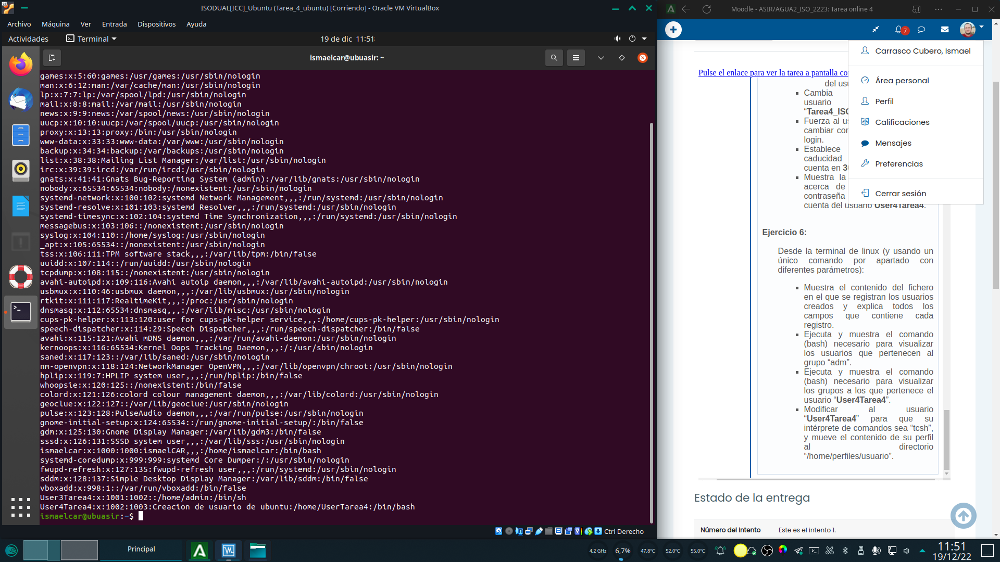 ISODUAL[ICC]_Ubuntu (Tarea_4_ubuntu) [Corriendo] - Oracle VM VirtualBox
Archivo Máquina Ver Entrada Dispositivos Ayuda
Actividades Terminal 19 de dic 11:51
ismaelcar@ubuasir: ~
games:x:5:60:games:/usr/games:/usr/sbin/nologin
man:x:6:12:man:/var/cache/man:/usr/sbin/nologin
lp:x:7:7:lp:/var/spool/lpd:/usr/sbin/nologin
mail:x:8:8:mail:/var/mail:/usr/sbin/nologin
news:x:9:9:news:/var/spool/news:/usr/sbin/nologin
uucp:x:10:10:uucp:/var/spool/uucp:/usr/sbin/nologin
proxy:x:13:13:proxy:/bin:/usr/sbin/nologin
www-data:x:33:33:www-data:/var/www:/usr/sbin/nologin
backup:x:34:34:backup:/var/backups:/usr/sbin/nologin
list:x:38:38:Mailing List Manager:/var/list:/usr/sbin/nologin
irc:x:39:39:ircd:/var/run/ircd:/usr/sbin/nologin
gnats:x:41:41:Gnats Bug-Reporting System (admin):/var/lib/gnats:/usr/sbin/nologin
nobody:x:65534:65534:nobody:/nonexistent:/usr/sbin/nologin
systemd-network:x:100:102:systemd Network Management,,,:/run/systemd:/usr/sbin/nologin
systemd-resolve:x:101:103:systemd Resolver,,,:/run/systemd:/usr/sbin/nologin
systemd-timesync:x:102:104:systemd Time Synchronization,,,:/run/systemd:/usr/sbin/nologin
messagebus:x:103:106::/nonexistent:/usr/sbin/nologin
syslog:x:104:110::/home/syslog:/usr/sbin/nologin
_apt:x:105:65534::/nonexistent:/usr/sbin/nologin
tss:x:106:111:TPM software stack,,,:/var/lib/tpm:/bin/false
uuidd:x:107:114::/run/uuidd:/usr/sbin/nologin
tcpdump:x:108:115::/nonexistent:/usr/sbin/nologin
avahi-autoipd:x:109:116:Avahi autoip daemon,,,:/var/lib/avahi-autoipd:/usr/sbin/nologin
usbmux:x:110:46:usbmux daemon,,,:/var/lib/usbmux:/usr/sbin/nologin
rtkit:x:111:117:RealtimeKit,,,:/proc:/usr/sbin/nologin
dnsmasq:x:112:65534:dnsmasq,,,:/var/lib/misc:/usr/sbin/nologin
cups-pk-helper:x:113:120:user for cups-pk-helper service,,,:/home/cups-pk-helper:/usr/sbin/nologin
speech-dispatcher:x:114:29:Speech Dispatcher,,,:/run/speech-dispatcher:/bin/false
avahi:x:115:121:Avahi mDNS daemon,,,:/var/run/avahi-daemon:/usr/sbin/nologin
kernoops:x:116:65534:Kernel Oops Tracking Daemon,,,:/:/usr/sbin/nologin
saned:x:117:123::/var/lib/saned:/usr/sbin/nologin
nm-openvpn:x:118:124:NetworkManager OpenVPN,,,:/var/lib/openvpn/chroot:/usr/sbin/nologin
hplip:x:119:7:HPLIP system user,,,:/run/hplip:/bin/false
whoopsie:x:120:125::/nonexistent:/bin/false
colord:x:121:126:colord colour management daemon,,,:/var/lib/colord:/usr/sbin/nologin
geoclue:x:122:127::/var/lib/geoclue:/usr/sbin/nologin
pulse:x:123:128:PulseAudio daemon,,,:/var/run/pulse:/usr/sbin/nologin
gnome-initial-setup:x:124:65534::/run/gnome-initial-setup/:/bin/false
gdm:x:125:130:Gnome Display Manager:/var/lib/gdm3:/bin/false
sssd:x:126:131:SSSD system user,,,:/var/lib/sss:/usr/sbin/nologin
ismaelcar:x:1000:1000:ismaelCAR,,,:/home/ismaelcar:/bin/bash
systemd-coredump:x:999:999:systemd Core Dumper:/:/usr/sbin/nologin
fwupd-refresh:x:127:135:fwupd-refresh user,,,:/run/systemd:/usr/sbin/nologin
sddm:x:128:137:Simple Desktop Display Manager:/var/lib/sddm:/bin/false
vboxadd:x:998:1::/var/run/vboxadd:/bin/false
User3Tarea4:x:1001:1002::/home/admin:/bin/sh
User4Tarea4:x:1002:1003:Creacion de usuario de ubuntu:/home/UserTarea4:/bin/bash
ismaelcar@ubuasir:~$
Ctrl Derecho
Moodle - ASIR/AGUA2_ISO_2223: Tarea online 4
7
Carrasco Cubero, Ismael
Área personal
Perfil
Calificaciones
Mensajes
Preferencias
Cerrar sesión
Pulse el enlace para ver la tarea a pantalla co
del usu
Cambia
usuario
“Tarea4_ISO
Fuerza al us
cambiar con
login.
Establece
caducidad
cuenta en 30
Muestra la
acerca de
contraseña
cuenta del usuario User4Tarea4.
Ejercicio 6:
Desde la terminal de linux (y usando un
único comando por apartado con
diferentes parámetros):
Muestra el contenido del fichero
en el que se registran los usuarios
creados y explica todos los
campos que contiene cada
registro.
Ejecuta y muestra el comando
(bash) necesario para visualizar
los usuarios que pertenecen al
grupo “adm”.
Ejecuta y muestra el comando
(bash) necesario para visualizar
los grupos a los que pertenece el
usuario “User4Tarea4”.
Modificar al usuario
“User4Tarea4” para que su
intérprete de comandos sea “tcsh”,
y mueve el contenido de su perfil
al directorio
“/home/perfiles/usuario”.
Estado de la entrega
Número del Intento Este es el intento 1.
Principal
4,2 GHz 6,7% 47,8°C 52,0°C 55,0°C
11:51
19/12/22